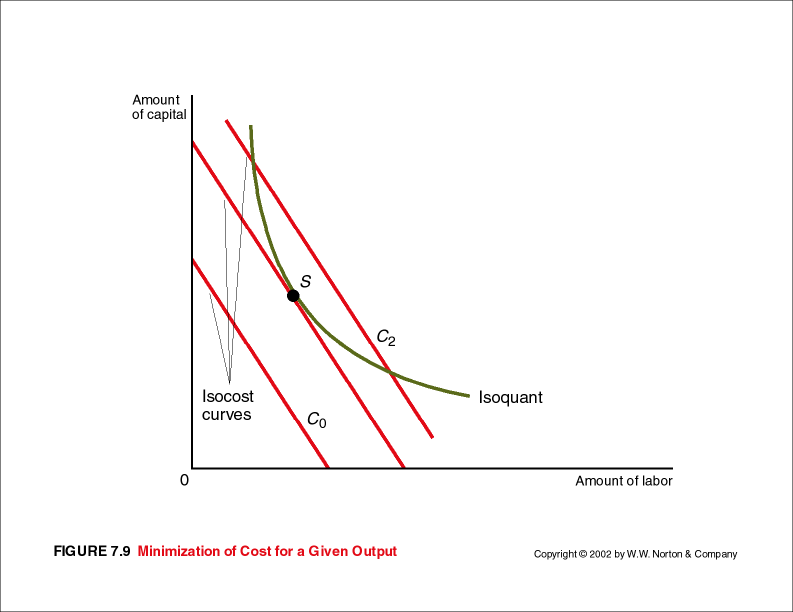 Amount
of capital
S
C2
Isoquant
Isocost
curves
C0
0
Amount of labor
FIGURE 7.9 Minimization of Cost for a Given Output
Copyright © 2002 by W.W. Norton & Company